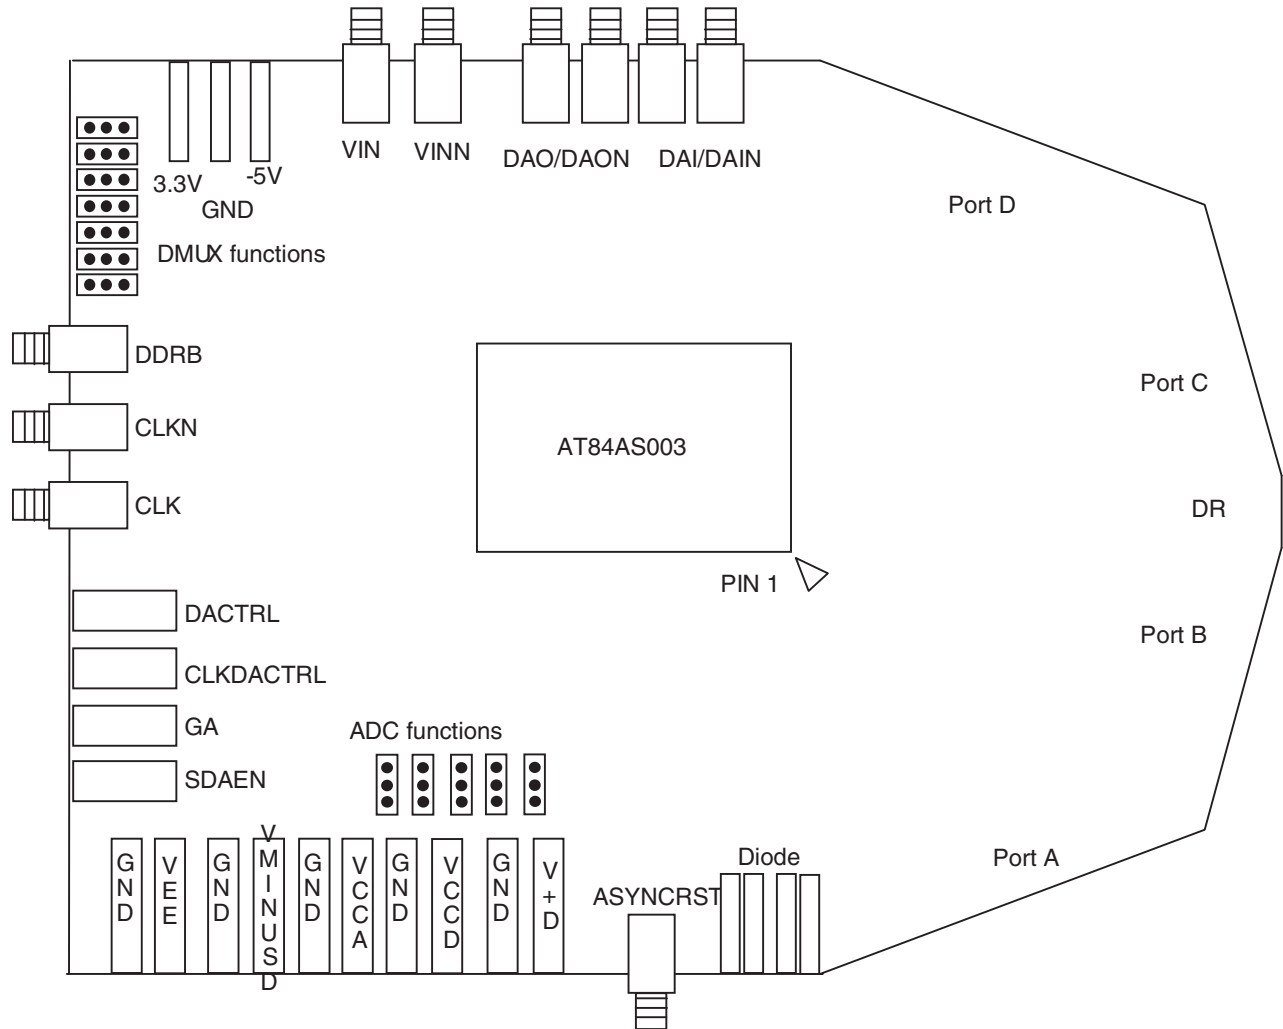 VIN
VINN
DAO/DAON
DAI/DAIN
3.3V
-5V
GND
Port D
DMUX functions
DDRB
Port C
CLKN
AT84AS003
CLK
DR
PIN 1
DACTRL
Port B
CLKDACTRL
GA
ADC functions
SDAEN
GND
VEE
GND
VMINUSD
GND
VCCA
GND
VCCD
GND
V+D
ASYNCRST
Diode
Port A